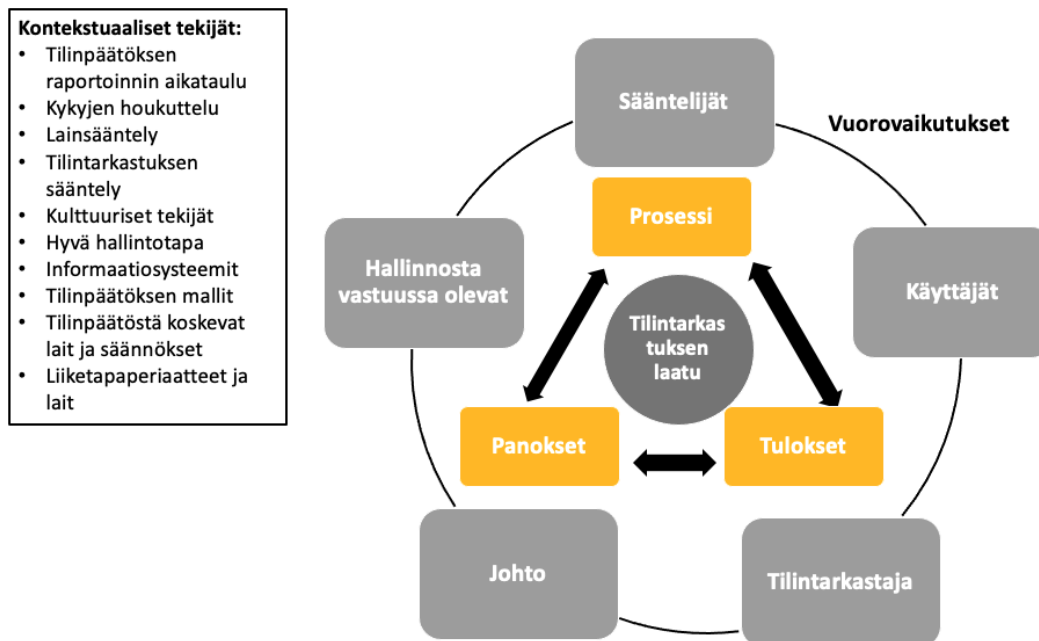 Kontekstuaaliset tekijät:
• Tilinpäätöksen
raportoinnin aikataulu
• Kykyjen houkuttelu
• Lainsääntely
• Tilintarkastuksen
sääntely
• Kulttuuriset tekijät
• Hyvä hallintotapa
• Informaatiosysteemit
• Tilinpäätöksen mallit
• Tilinpäätöstä koskevat
lait ja säännökset
• Liiketapaperiaatteet ja
lait
Sääntelijät
Vuorovaikutukset
Prosessi
Hallinnosta
vastuussa olevat
Käyttäjät
Tilintarkas
tuksen
laatu
Panokset
Tulokset
Johto
Tilintarkastaja